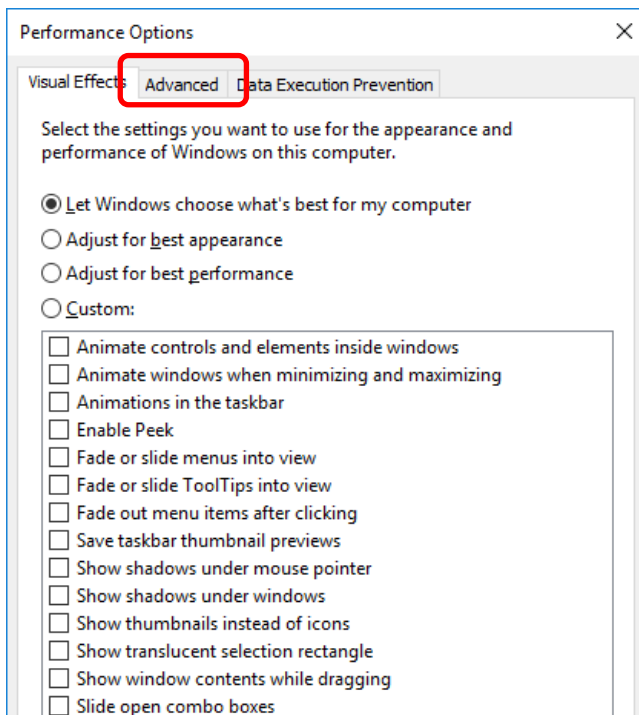 Performance Options
Visual Effects Advanced Data Execution Prevention
Select the settings you want to use for the appearance and
performance of Windows on this computer.
Let Windows choose what's best for my computer
Adjust for best appearance
Adjust for best performance
Custom:
Animate controls and elements inside windows
Animate windows when minimizing and maximizing
Animations in the taskbar
Enable Peek
Fade or slide menus into view
Fade or slide ToolTips into view
Fade out menu items after clicking
Save taskbar thumbnail previews
Show shadows under mouse pointer
Show shadows under windows
Show thumbnails instead of icons
Show translucent selection rectangle
Show window contents while dragging
Slide open combo boxes